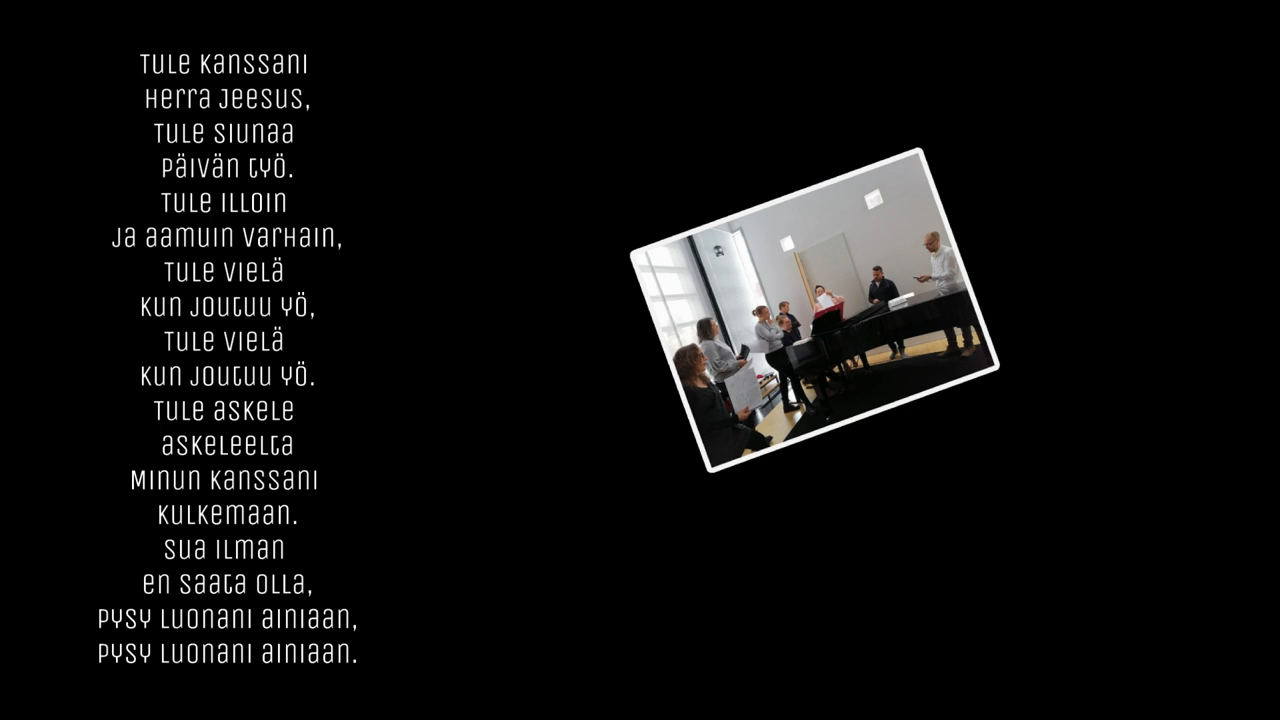 Tule kanssani
Herra Jeesus,
Tule siunaa
päivän työ.
Tule illoin
ja aamuin varhain,
Tule vielä
kun joutuu yö,
Tule vielä
kun joutuu yö.
Tule askele
askeleelta
Minun kanssani
kulkemaan.
Sua ilman
en saata olla,
Pysy luonani ainiaan,
Pysy luonani ainiaan.